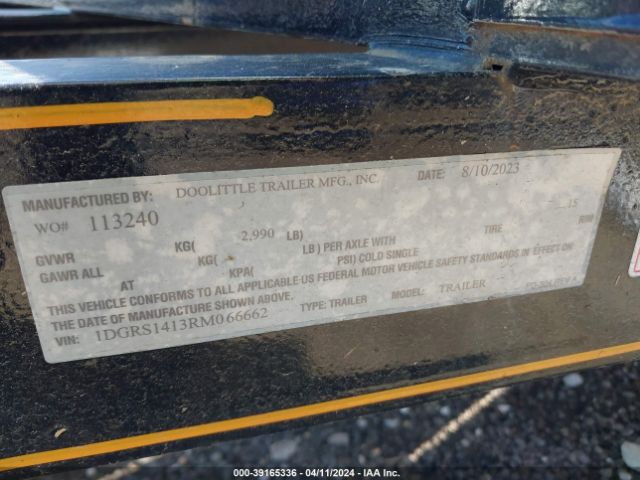 MANUFACTURED BY: DOOLITTLE TRAILER MFG., INC. DATE: 8/10/2023
WO# 113240
GVWR KG( 2,990 LB) TIRE 15 RIM
GAWR ALL KG( LB) PER AXLE WITH
AT KPA( PSI) COLD SINGLE
THIS VEHICLE CONFORMS TO ALL APPLICABLE US FEDERAL MOTOR VEHICLE SAFETY STANDARDS IN EFFECT ON
THE DATE OF MANUFACTURE SHOWN ABOVE.
VIN: 1DGRS1413RM066662 TYPE: TRAILER MODEL: TRAILER
000-39165336 - 04/11/2024 - IAA Inc.